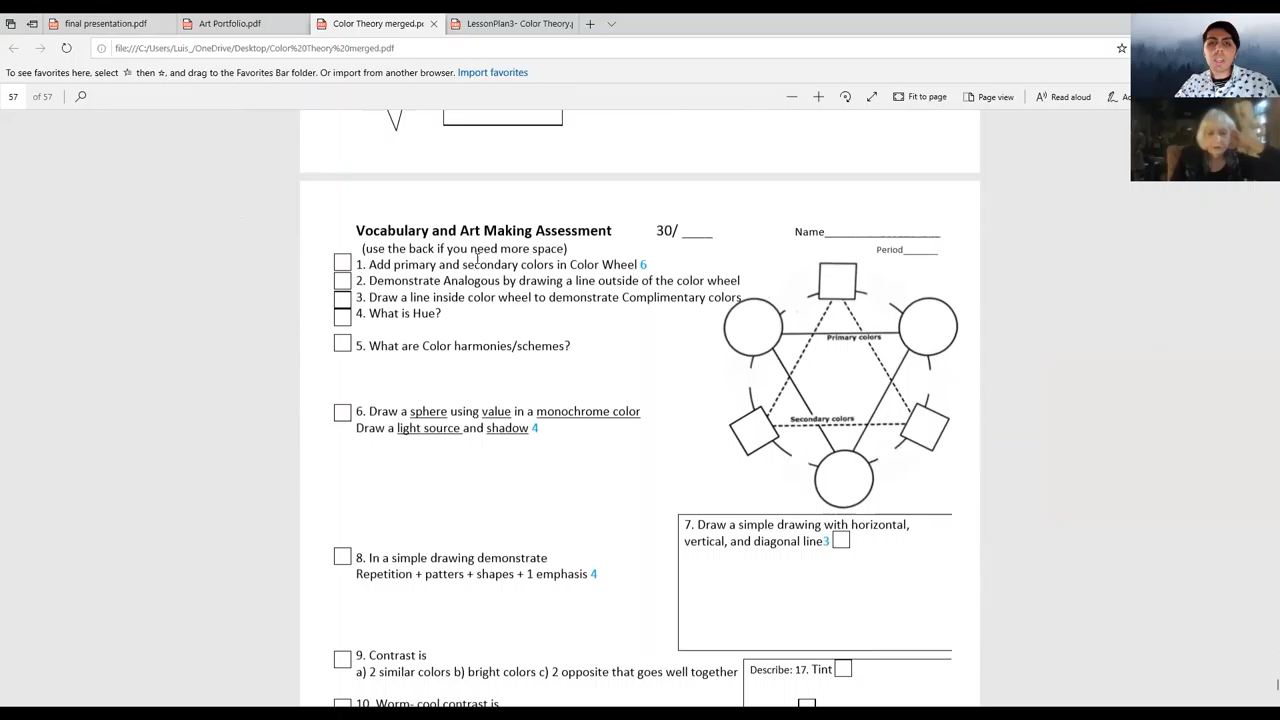 final presentation.pdf
Art Portfolio.pdf
Color Theory merged.pd
LessonPlan3- Color Theory.p
file:///C:/Users/Luis_/OneDrive/Desktop/Color%20Theory%20merged.pdf
To see favorites here, select then , and drag to the Favorites Bar folder. Or import from another browser. Import favorites
57 of 57
Fit to page
Page view
Read aloud
Vocabulary and Art Making Assessment 30/ ____ Name__________________
(use the back if you need more space) Period______
1. Add primary and secondary colors in Color Wheel 6
2. Demonstrate Analogous by drawing a line outside of the color wheel
3. Draw a line inside color wheel to demonstrate Complimentary colors
4. What is Hue?
5. What are Color harmonies/schemes?
Primary colors
Secondary colors
6. Draw a sphere using value in a monochrome color
Draw a light source and shadow 4
7. Draw a simple drawing with horizontal,
vertical, and diagonal line3
8. In a simple drawing demonstrate
Repetition + patters + shapes + 1 emphasis 4
9. Contrast is
a) 2 similar colors b) bright colors c) 2 opposite that goes well together
Describe: 17. Tint
10. Worm- cool contrast is